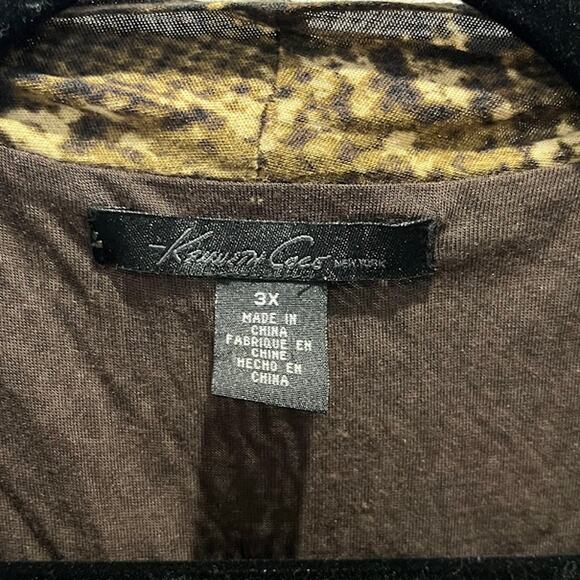 Kenneth Cole NEW YORK
3X
MADE IN
CHINA
FABRIQUE EN
CHINE
HECHO EN
CHINA